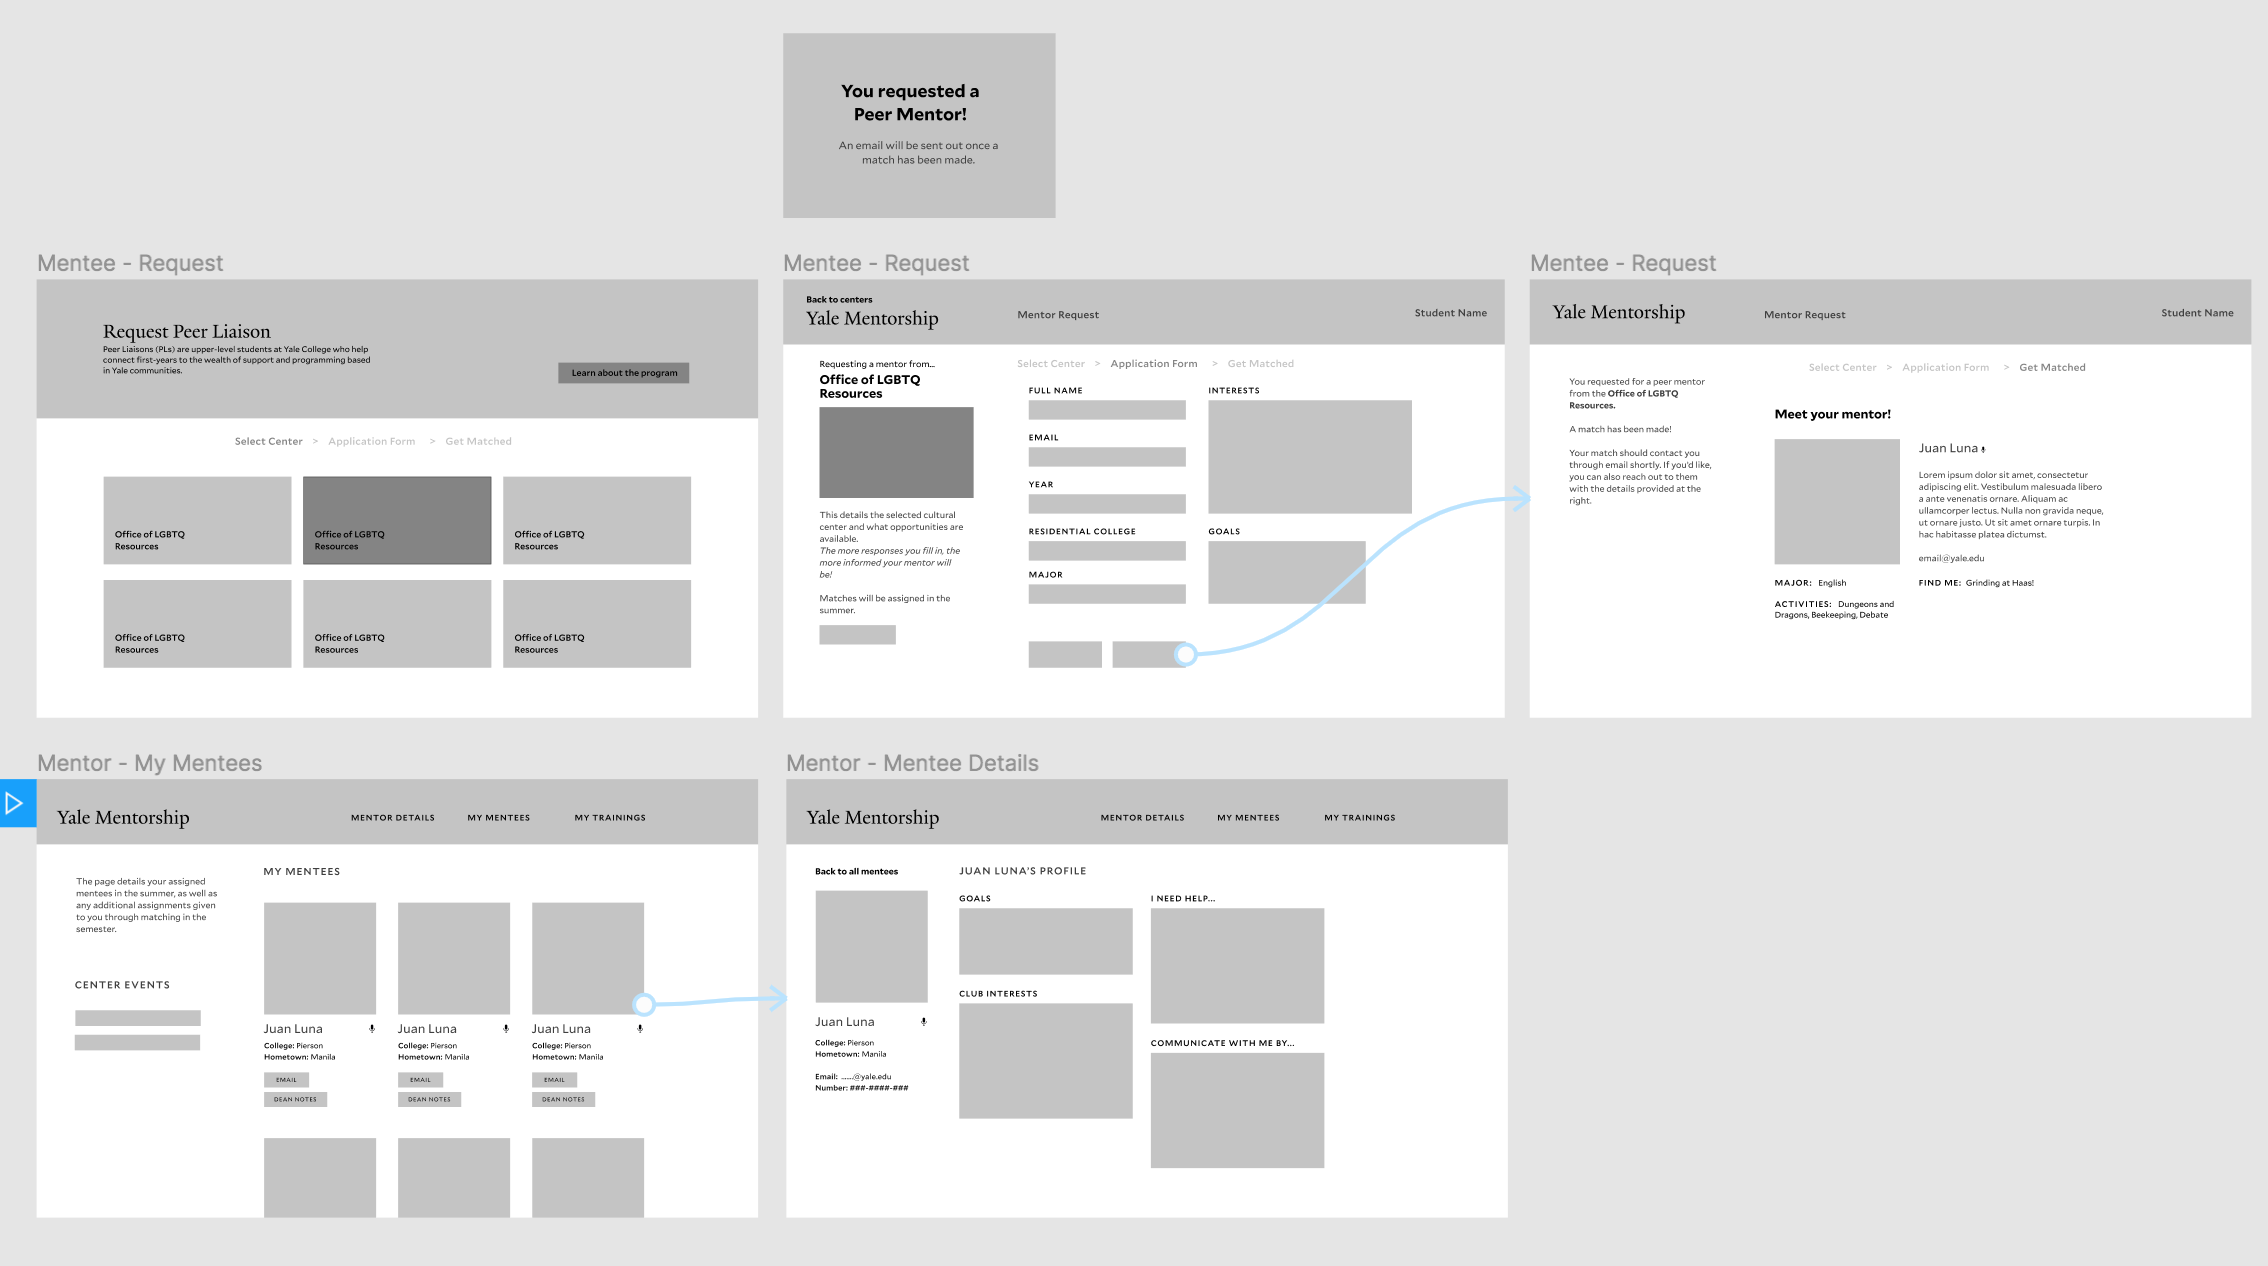 You requested a
Peer Mentor!
An email will be sent out once a
match has been made.
Mentee - Request
Request Peer Liaison
Peer Liaisons (PLs) are upper-level students at Yale College who help
connect first-years to the wealth of support and programming based
in Yale communities.
Learn about the program
Select Center > Application Form > Get Matched
Office of LGBTQ
Resources
Office of LGBTQ
Resources
Office of LGBTQ
Resources
Office of LGBTQ
Resources
Office of LGBTQ
Resources
Office of LGBTQ
Resources
Mentee - Request
Back to centers
Yale Mentorship
Mentor Request
Student Name
Requesting a mentor from...
Office of LGBTQ
Resources
This details the selected cultural
center and what opportunities are
available.
The more responses you fill in, the
more informed your mentor will
be!
Matches will be assigned in the
summer.
Select Center > Application Form > Get Matched
FULL NAME
EMAIL
YEAR
RESIDENTIAL COLLEGE
MAJOR
INTERESTS
GOALS
Mentee - Request
Yale Mentorship
Mentor Request
Student Name
You requested for a peer mentor
from the Office of LGBTQ
Resources.
A match has been made!
Your match should contact you
through email shortly. If you'd like,
you can also reach out to them
with the details provided at the
right.
Select Center > Application Form > Get Matched
Meet your mentor!
MAJOR: English
ACTIVITIES: Dungeons and
Dragons, Beekeeping, Debate
Juan Luna
Lorem ipsum dolor sit amet, consectetur
adipiscing elit. Vestibulum malesuada libero
a ante venenatis ornare. Aliquam ac
ullamcorper lectus. Nulla non gravida neque,
ut ornare justo. Ut sit amet ornare turpis. In
hac habitasse platea dictumst.
email@yale.edu
FIND ME: Grinding at Haas!
Mentor - My Mentees
Yale Mentorship
MENTOR DETAILS
MY MENTEES
MY TRAININGS
The page details your assigned
mentees in the summer, as well as
any additional assignments given
to you through matching in the
semester.
CENTER EVENTS
MY MENTEES
Juan Luna
College: Pierson
Hometown: Manila
EMAIL
DEAN NOTES
Juan Luna
College: Pierson
Hometown: Manila
EMAIL
DEAN NOTES
Juan Luna
College: Pierson
Hometown: Manila
EMAIL
DEAN NOTES
Mentor - Mentee Details
Yale Mentorship
MENTOR DETAILS
MY MENTEES
MY TRAININGS
Back to all mentees
Juan Luna
College: Pierson
Hometown: Manila
Email: ......@yale.edu
Number: ###-####-###
JUAN LUNA'S PROFILE
GOALS
CLUB INTERESTS
I NEED HELP...
COMMUNICATE WITH ME BY...